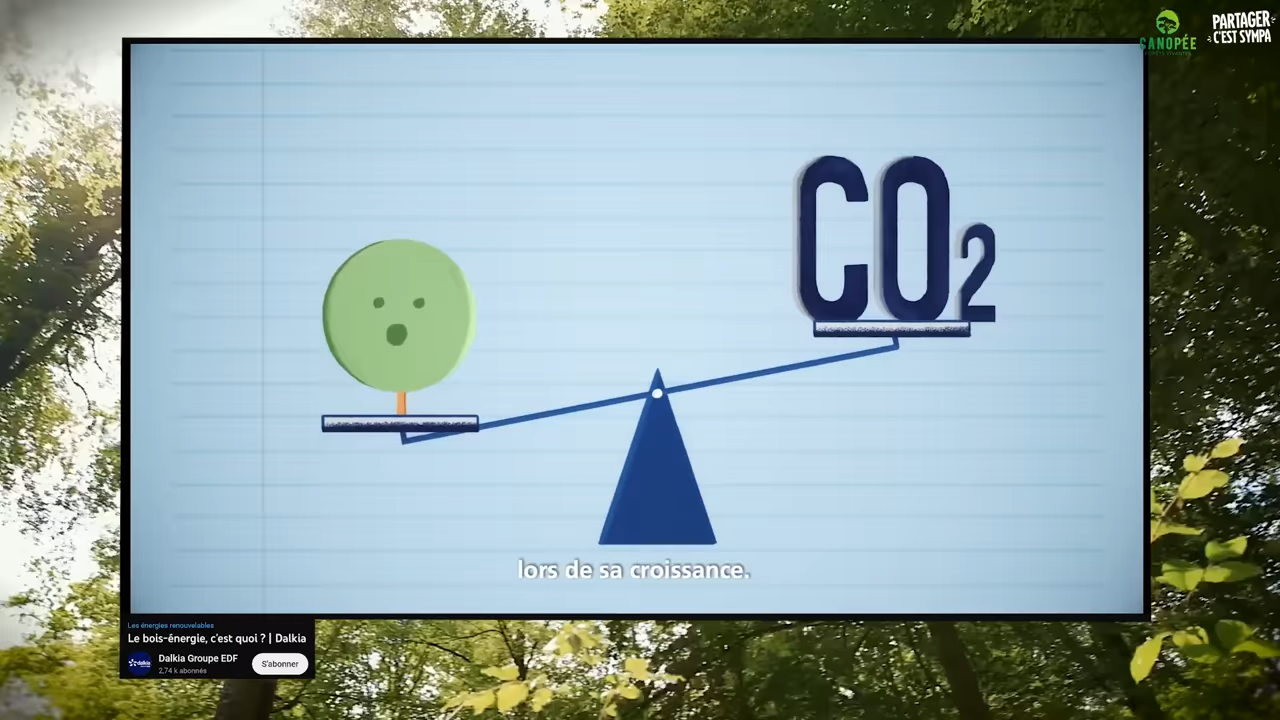 CANOPÉE
PARTAGER
C'EST SYMPA
CO2
lors de sa croissance.
Les énergies renouvelables
Le bois-énergie, c'est quoi ? | Dalkia
Dalkia Groupe EDF
2,74 k abonnés
S'abonner